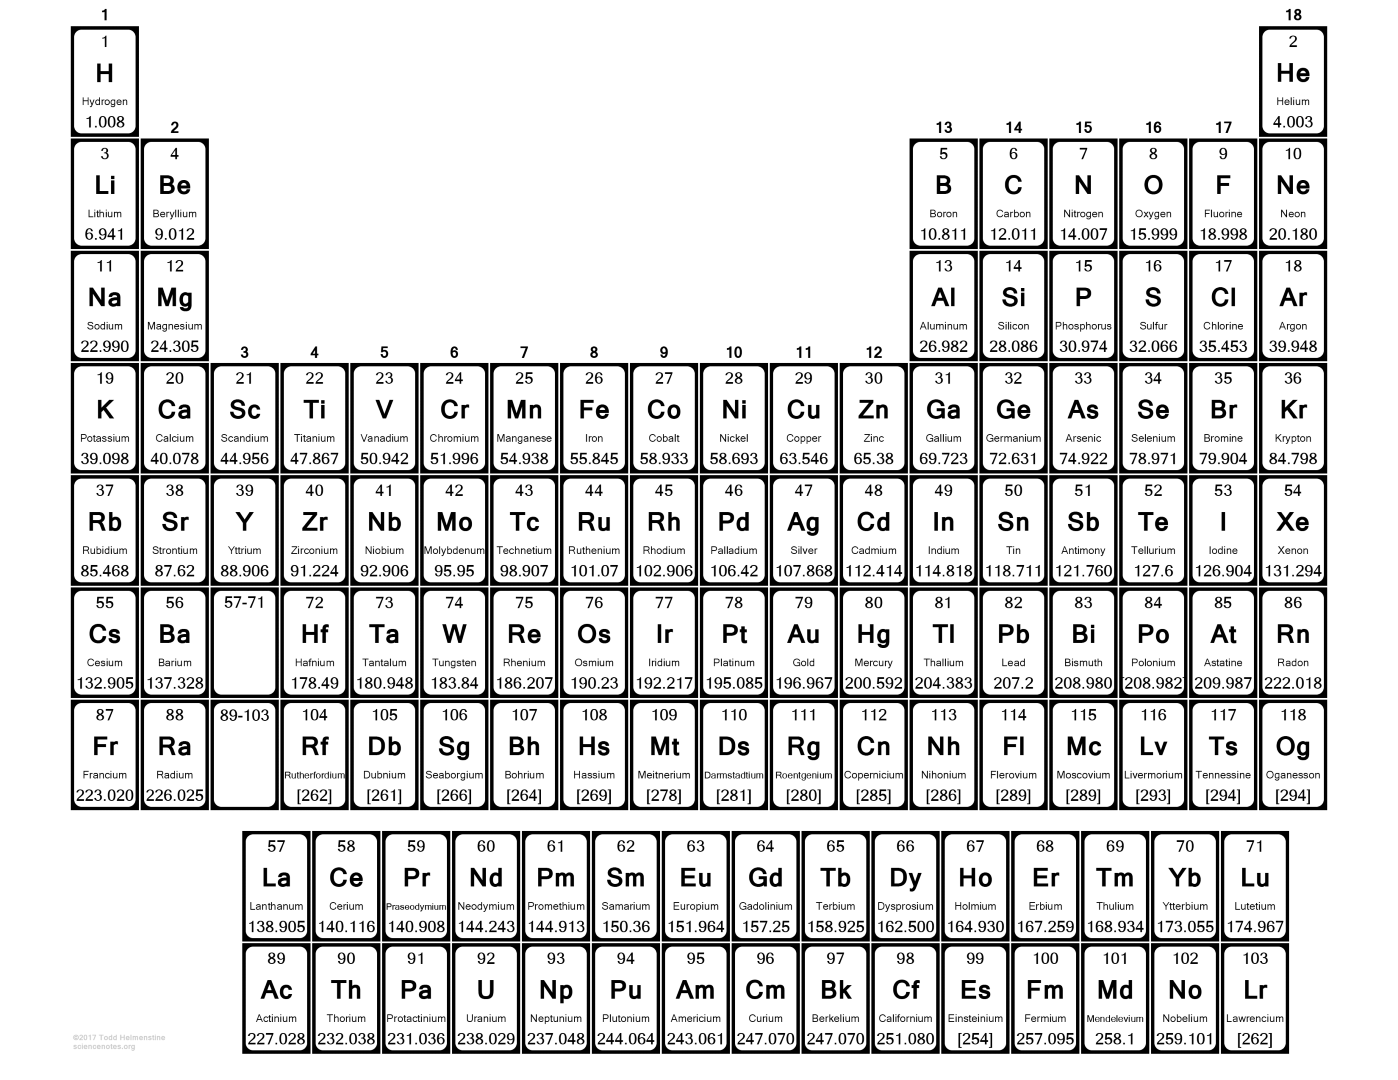 1 18
1 2
H He
Hydrogen Helium
1.008 4.003
2 13 14 15 16 17
3 4 5 6 7 8 9 10
Li Be B C N O F Ne
Lithium Beryllium Boron Carbon Nitrogen Oxygen Fluorine Neon
6.941 9.012 10.811 12.011 14.007 15.999 18.998 20.180
11 12 13 14 15 16 17 18
Na Mg Al Si P S Cl Ar
Sodium Magnesium Aluminum Silicon Phosphorus Sulfur Chlorine Argon
22.990 24.305 26.982 28.086 30.974 32.066 35.453 39.948
3 4 5 6 7 8 9 10 11 12
19 20 21 22 23 24 25 26 27 28 29 30 31 32 33 34 35 36
K Ca Sc Ti V Cr Mn Fe Co Ni Cu Zn Ga Ge As Se Br Kr
Potassium Calcium Scandium Titanium Vanadium Chromium Manganese Iron Cobalt Nickel Copper Zinc Gallium Germanium Arsenic Selenium Bromine Krypton
39.098 40.078 44.956 47.867 50.942 51.996 54.938 55.845 58.933 58.693 63.546 65.38 69.723 72.631 74.922 78.971 79.904 84.798
37 38 39 40 41 42 43 44 45 46 47 48 49 50 51 52 53 54
Rb Sr Y Zr Nb Mo Tc Ru Rh Pd Ag Cd In Sn Sb Te I Xe
Rubidium Strontium Yttrium Zirconium Niobium Molybdenum Technetium Ruthenium Rhodium Palladium Silver Cadmium Indium Tin Antimony Tellurium Iodine Xenon
85.468 87.62 88.906 91.224 92.906 95.95 98.907 101.07 102.906 106.42 107.868 112.414 114.818 118.711 121.760 127.6 126.904 131.294
55 56 57-71 72 73 74 75 76 77 78 79 80 81 82 83 84 85 86
Cs Ba Hf Ta W Re Os Ir Pt Au Hg Tl Pb Bi Po At Rn
Cesium Barium Hafnium Tantalum Tungsten Rhenium Osmium Iridium Platinum Gold Mercury Thallium Lead Bismuth Polonium Astatine Radon
132.905 137.328 178.49 180.948 183.84 186.207 190.23 192.217 195.085 196.967 200.592 204.383 207.2 208.980 [208.982] 209.987 222.018
87 88 89-103 104 105 106 107 108 109 110 111 112 113 114 115 116 117 118
Fr Ra Rf Db Sg Bh Hs Mt Ds Rg Cn Nh Fl Mc Lv Ts Og
Francium Radium Rutherfordium Dubnium Seaborgium Bohrium Hassium Meitnerium Darmstadtium Roentgenium Copernicium Nihonium Flerovium Moscovium Livermorium Tennessine Oganesson
223.020 226.025 [262] [261] [266] [264] [269] [278] [281] [280] [285] [286] [289] [289] [293] [294] [294]
57 58 59 60 61 62 63 64 65 66 67 68 69 70 71
La Ce Pr Nd Pm Sm Eu Gd Tb Dy Ho Er Tm Yb Lu
Lanthanum Cerium Praseodymium Neodymium Promethium Samarium Europium Gadolinium Terbium Dysprosium Holmium Erbium Thulium Ytterbium Lutetium
138.905 140.116 140.908 144.243 144.913 150.36 151.964 157.25 158.925 162.500 164.930 167.259 168.934 173.055 174.967
89 90 91 92 93 94 95 96 97 98 99 100 101 102 103
Ac Th Pa U Np Pu Am Cm Bk Cf Es Fm Md No Lr
Actinium Thorium Protactinium Uranium Neptunium Plutonium Americium Curium Berkelium Californium Einsteinium Fermium Mendelevium Nobelium Lawrencium
227.028 232.038 231.036 238.029 237.048 244.064 243.061 247.070 247.070 251.080 [254] 257.095 258.1 259.101 [262]
©2017 Todd Helmenstine
sciencenotes.org